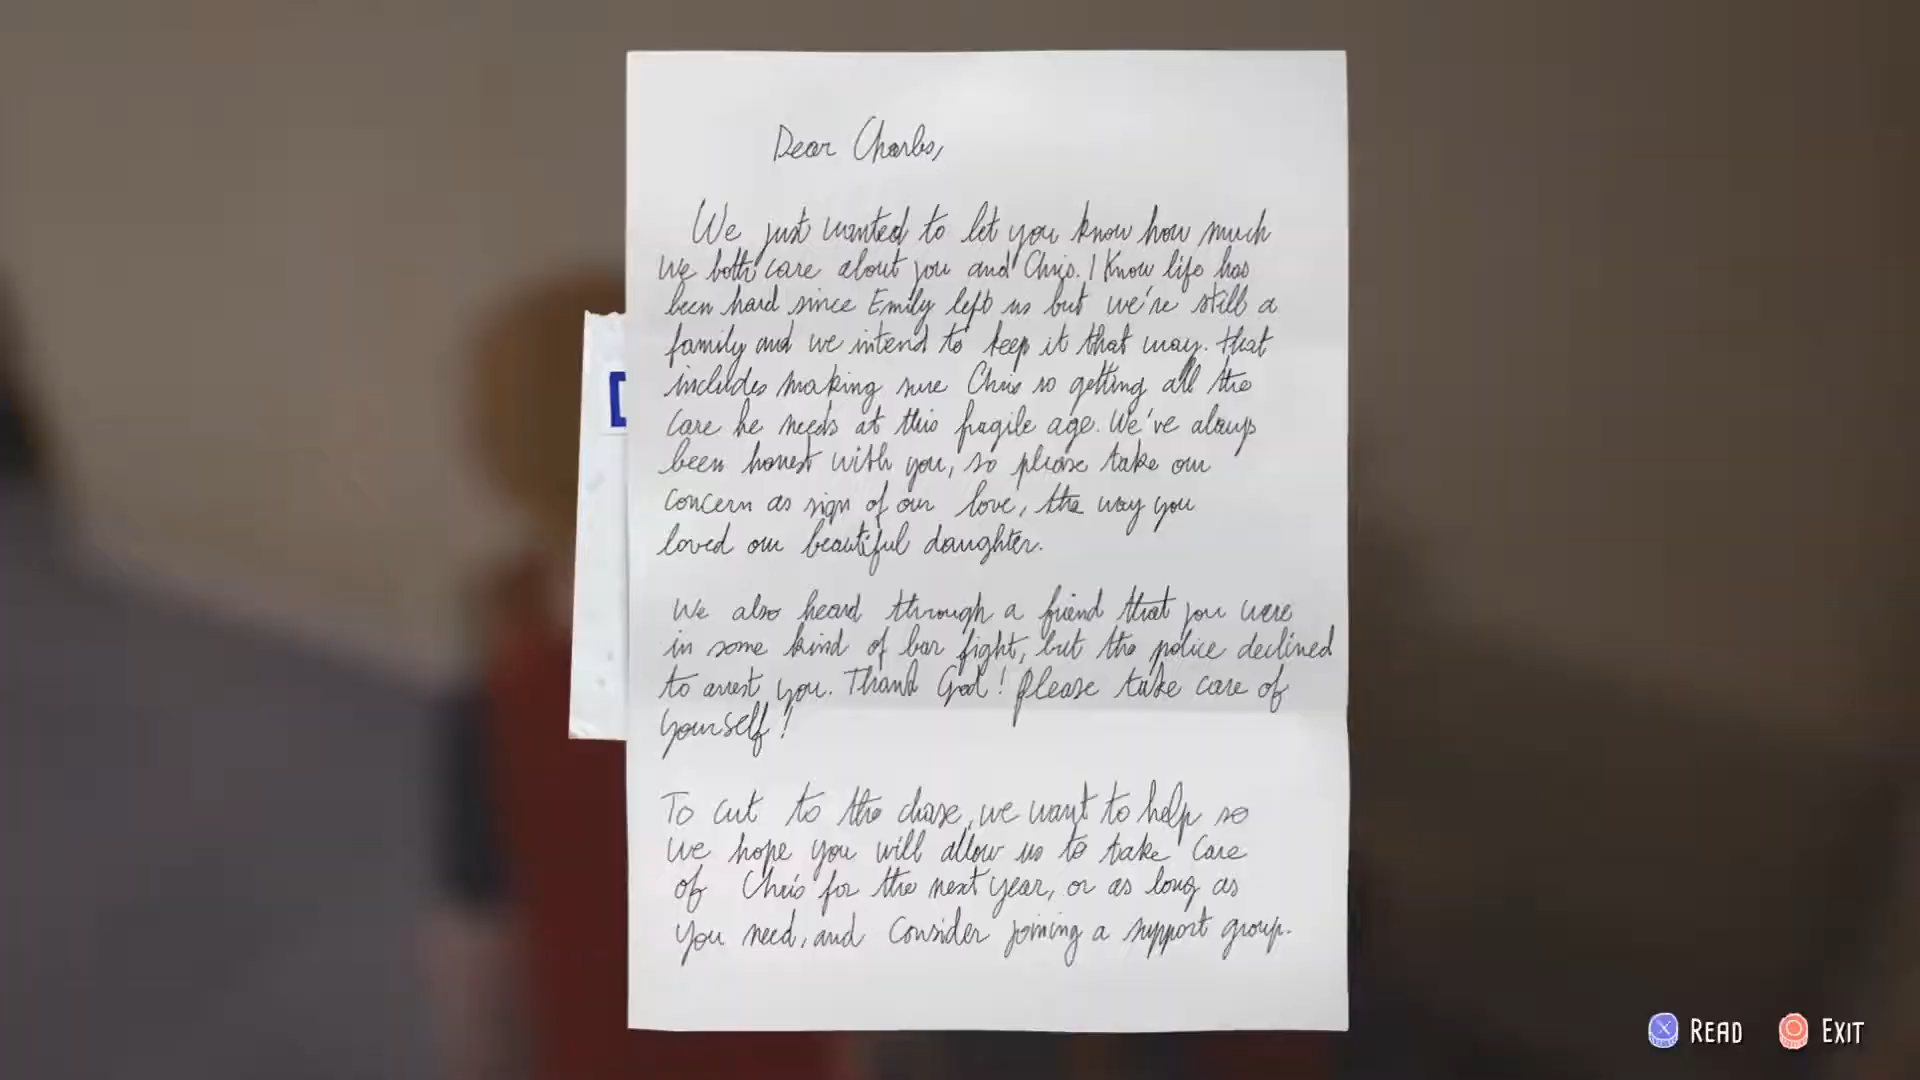 Dear Charles,
We just wanted to let you know how much
we both care about you and Chris. I know life has
been hard since Emily left us but we're still a
family and we intend to keep it that way. That
includes making sure Chris is getting all the
care he needs at this fragile age. We've always
been honest with you, so please take our
concern as sign of our love, the way you
loved our beautiful daughter.
We also heard through a friend that you were
in some kind of bar fight, but the police declined
to arrest you. Thank God! please take care of
yourself!
To cut to the chase, we want to help so
we hope you will allow us to take care
of Chris for the next year, or as long as
you need, and consider joining a support group.
READ EXIT